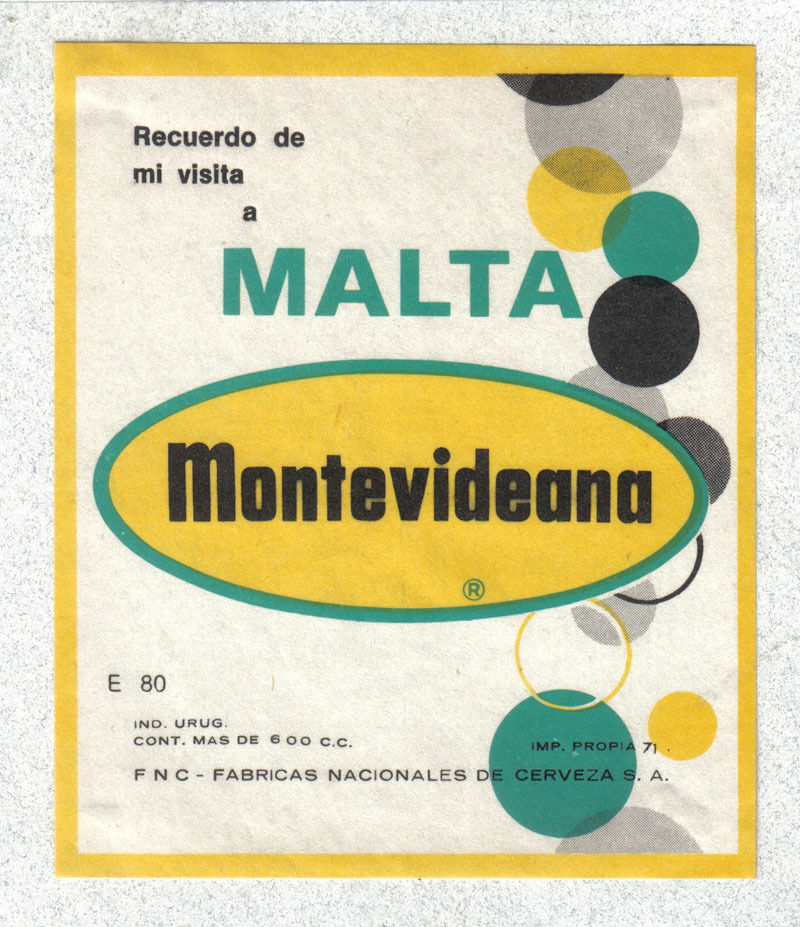 Recuerdo de
mi visita
a
MALTA
Montevideana
®
E 80
IND. URUG.
CONT. MAS DE 600 C.C.
IMP. PROPIA 71
F N C - FABRICAS NACIONALES DE CERVEZA S. A.